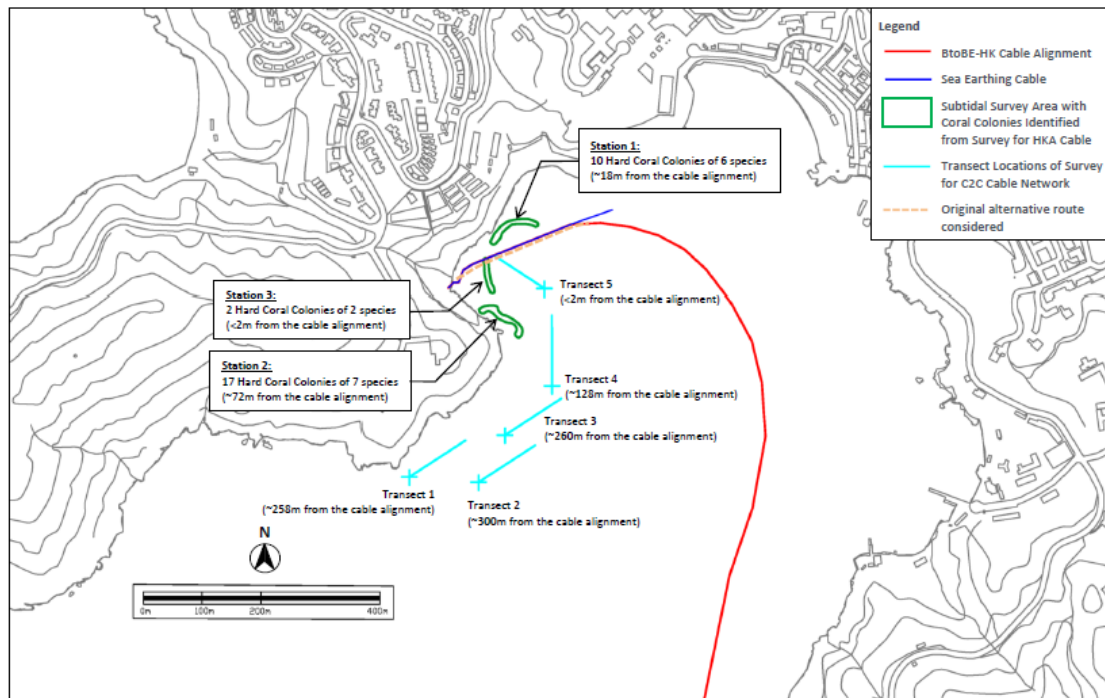 Legend
BtoBE-HK Cable Alignment
Sea Earthing Cable
Subtidal Survey Area with
Coral Colonies Identified
from Survey for HKA Cable
Transect Locations of Survey
for C2C Cable Network
Original alternative route
considered
Station 1:
10 Hard Coral Colonies of 6 species
(~18m from the cable alignment)
Transect 5
(<2m from the cable alignment)
Station 3:
2 Hard Coral Colonies of 2 species
(<2m from the cable alignment)
Station 2:
17 Hard Coral Colonies of 7 species
(~72m from the cable alignment)
Transect 4
(~128m from the cable alignment)
Transect 3
(~260m from the cable alignment)
Transect 1
(~258m from the cable alignment)
Transect 2
(~300m from the cable alignment)
N
0m 100m 200m 400m